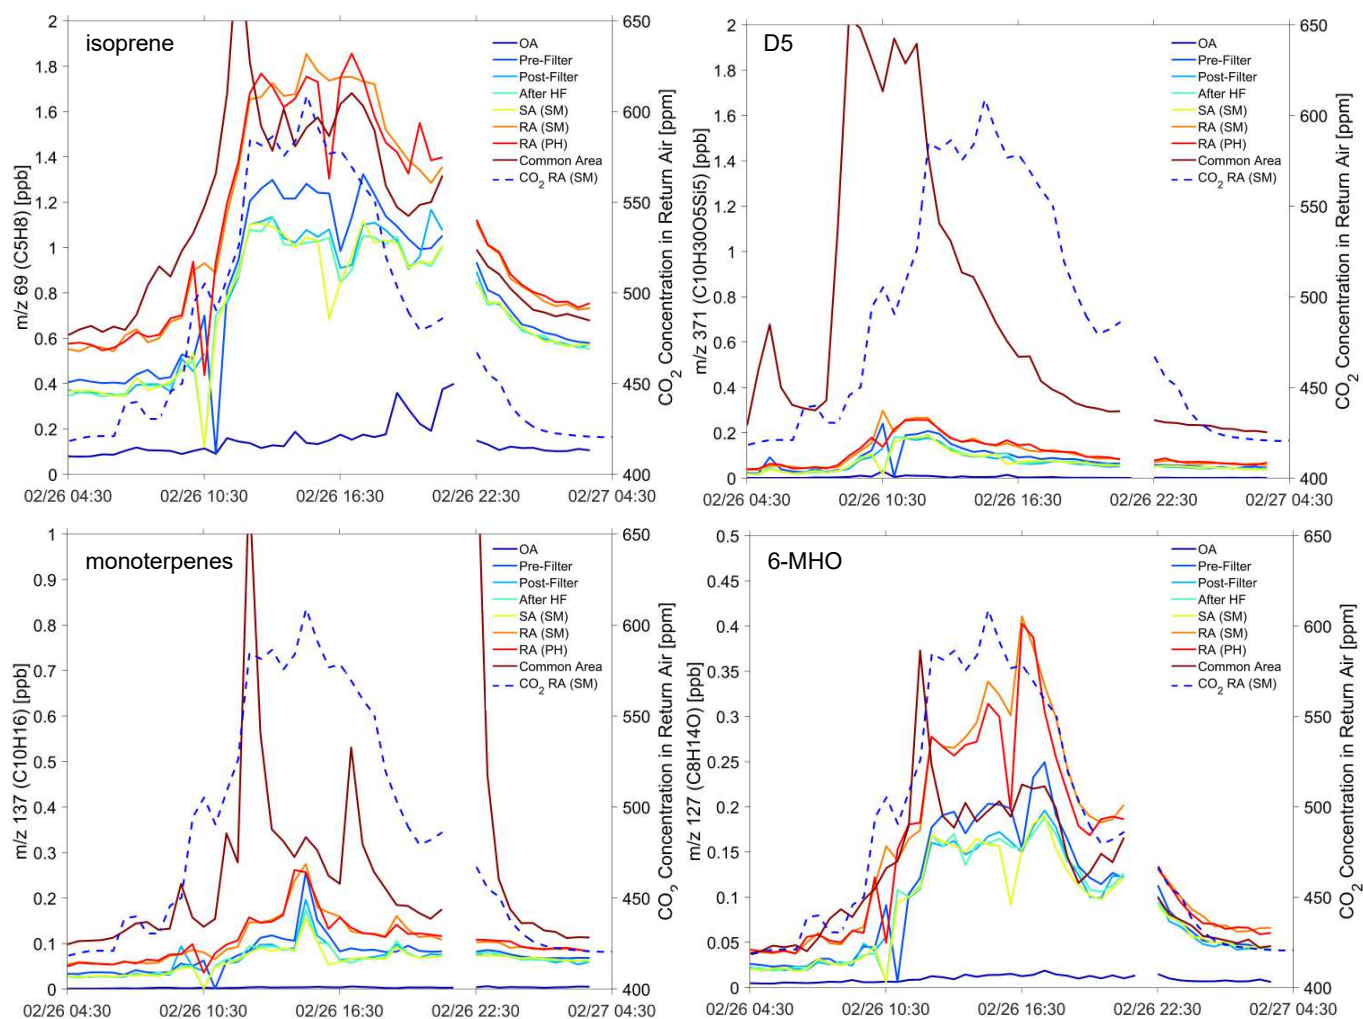 isoprene
m/z 69 (C5H8) [ppb]
2
1.8
1.6
1.4
1.2
1
0.8
0.6
0.4
0.2
0
OA
Pre-Filter
Post-Filter
After HF
SA (SM)
RA (SM)
RA (PH)
Common Area
CO2 RA (SM)
650
600
550
500
450
400
CO2 Concentration in Return Air [ppm]
02/26 04:30 02/26 10:30 02/26 16:30 02/26 22:30 02/27 04:30
D5
m/z 371 (C10H30O5Si5) [ppb]
2
1.8
1.6
1.4
1.2
1
0.8
0.6
0.4
0.2
0
OA
Pre-Filter
Post-Filter
After HF
SA (SM)
RA (SM)
RA (PH)
Common Area
CO2 RA (SM)
650
600
550
500
450
400
CO2 Concentration in Return Air [ppm]
02/26 04:30 02/26 10:30 02/26 16:30 02/26 22:30 02/27 04:30
monoterpenes
m/z 137 (C10H16) [ppb]
1
0.9
0.8
0.7
0.6
0.5
0.4
0.3
0.2
0.1
0
OA
Pre-Filter
Post-Filter
After HF
SA (SM)
RA (SM)
RA (PH)
Common Area
CO2 RA (SM)
650
600
550
500
450
400
CO2 Concentration in Return Air [ppm]
02/26 04:30 02/26 10:30 02/26 16:30 02/26 22:30 02/27 04:30
6-MHO
m/z 127 (C8H14O) [ppb]
0.5
0.45
0.4
0.35
0.3
0.25
0.2
0.15
0.1
0.05
0
OA
Pre-Filter
Post-Filter
After HF
SA (SM)
RA (SM)
RA (PH)
Common Area
CO2 RA (SM)
650
600
550
500
450
400
CO2 Concentration in Return Air [ppm]
02/26 04:30 02/26 10:30 02/26 16:30 02/26 22:30 02/27 04:30